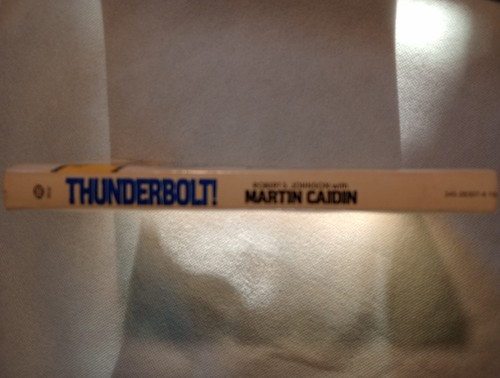 THUNDERBOLT!
ROBERT S. JOHNSON with
MARTIN CAIDIN